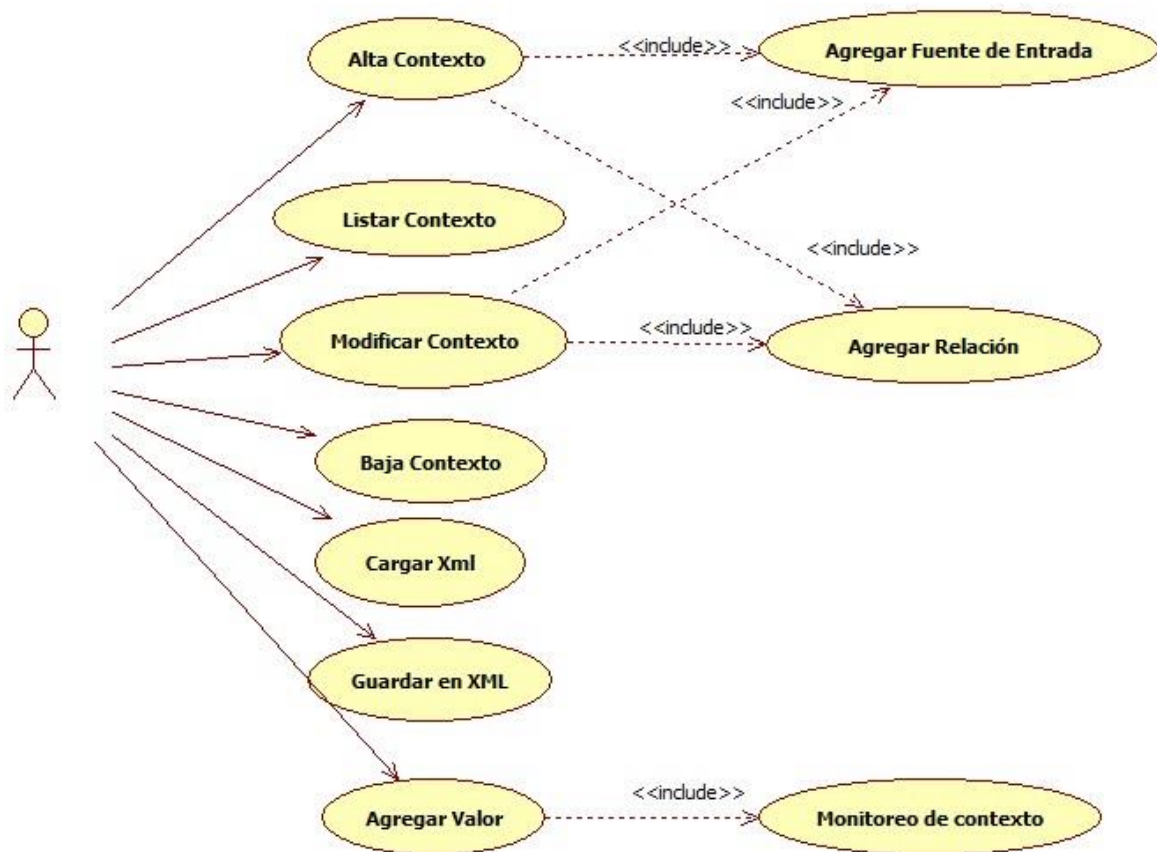 Alta Contexto
<<include>>
Agregar Fuente de Entrada
<<include>>
Listar Contexto
<<include>>
Modificar Contexto
<<include>>
Agregar Relación
Baja Contexto
Cargar Xml
Guardar en XML
Agregar Valor
<<include>>
Monitoreo de contexto